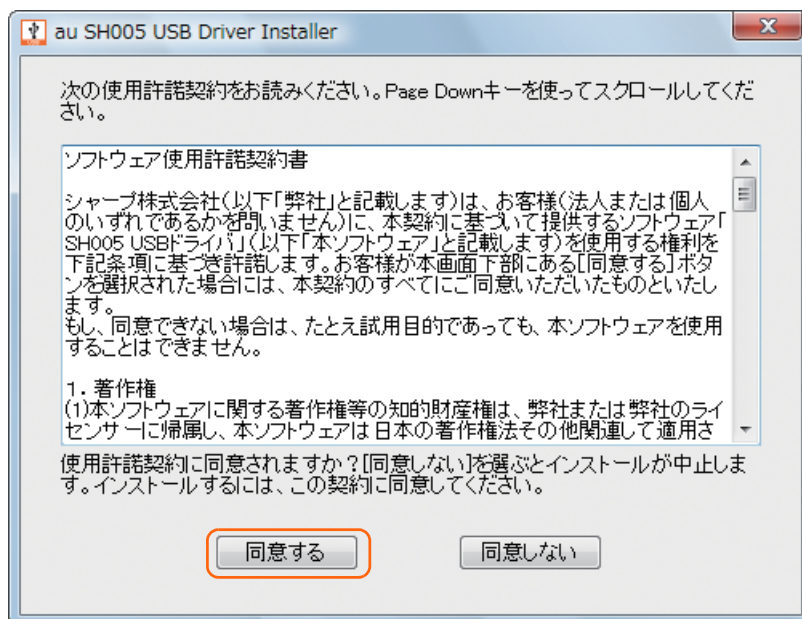 au SH005 USB Driver Installer
次の使用許諾契約をお読みください。Page Downキーを使ってスクロールしてくだ
さい。
ソフトウェア使用許諾契約書
シャープ株式会社(以下「弊社」と記載します)は、お客様(法人または個人
のいずれであるかを問いません)に、本契約に基づいて提供するソフトウェア「
SH005 USBドライバ」(以下「本ソフトウェア」と記載します)を使用する権利を
下記条項に基づき許諾します。お客様が本画面下部にある[同意する]ボタ
ンを選択された場合には、本契約のすべてにご同意いただいたものといたし
ます。
もし、同意できない場合は、たとえ試用目的であっても、本ソフトウェアを使用
することはできません。
1. 著作権
(1)本ソフトウェアに関する著作権等の知的財産権は、弊社または弊社のライ
センサーに帰属し、本ソフトウェアは日本の著作権法その他関連して適用さ
使用許諾契約に同意されますか?[同意しない]を選ぶとインストールが中止しま
す。インストールするには、この契約に同意してください。
同意する
同意しない